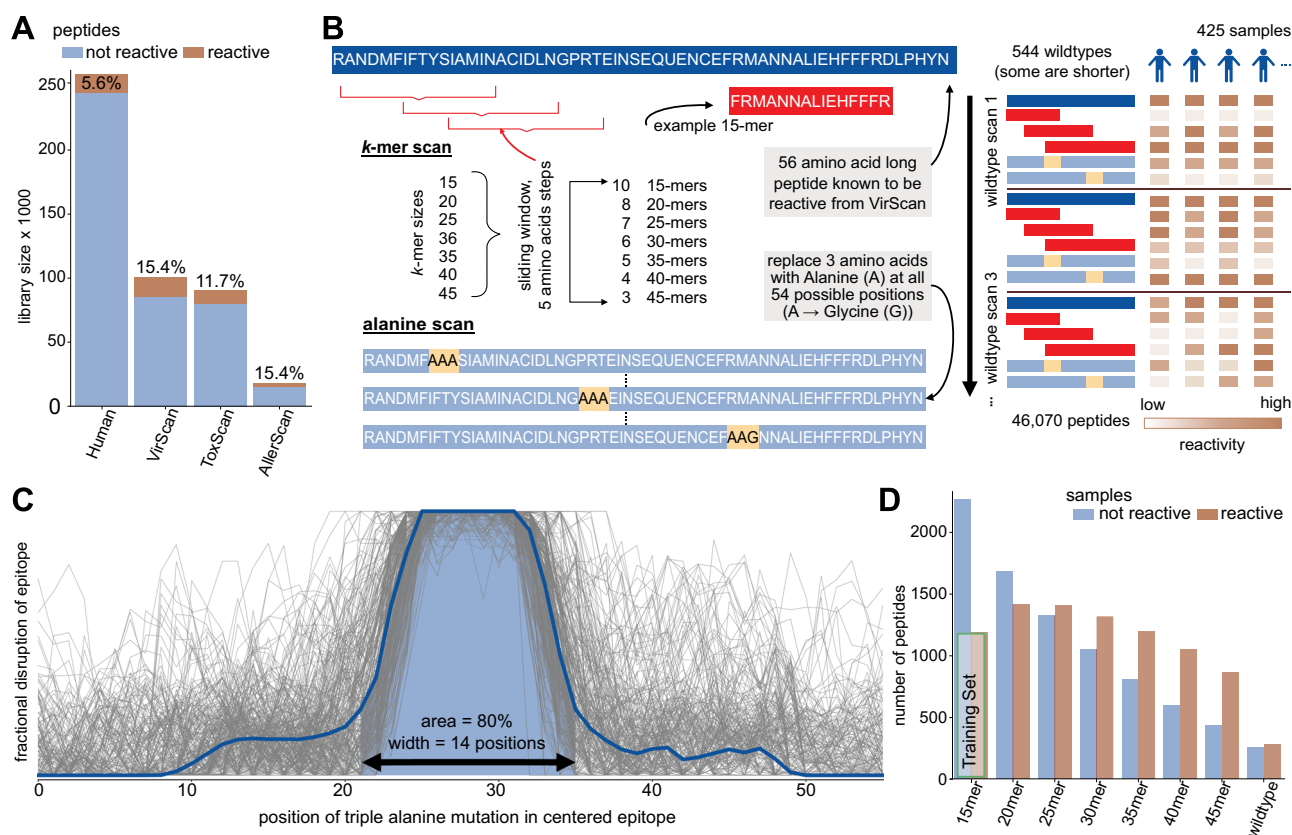 A
peptides
not reactive
reactive
250
200
150
100
50
0
library size x 1000
5.6%
15.4%
11.7%
15.4%
Human
VirScan
ToxScan
AllerScan
B
RANDMFIFTYSIAMINACIDLNGPRTEINSEQUENCEFRMANNALIEHFFFRDLPHYN
FRMANNALIEHFFFR
example 15-mer
k-mer scan
k-mer sizes
15
20
25
36
35
40
45
sliding window,
5 amino acids steps
10 15-mers
8 20-mers
7 25-mers
6 30-mers
5 35-mers
4 40-mers
3 45-mers
56 amino acid long
peptide known to be
reactive from VirScan
replace 3 amino acids
with Alanine (A) at all
54 possible positions
(A → Glycine (G))
alanine scan
RANDMFAAASIAMINACIDLNGPRTEINSEQUENCEFRMANNALIEHFFFRDLPHYN
RANDMFIFTYSIAMINACIDLNGAAAEINSEQUENCEFRMANNALIEHFFFRDLPHYN
RANDMFIFTYSIAMINACIDLNGPRTEINSEQUENCEFAAGNNALIEHFFFRDLPHYN
425 samples
544 wildtypes
(some are shorter)
wildtype scan 1
wildtype scan 3
...
46,070 peptides
low
high
reactivity
C
fractional disruption of epitope
area = 80%
width = 14 positions
0
10
20
30
40
50
position of triple alanine mutation in centered epitope
D
samples
not reactive
reactive
number of peptides
2000
1500
1000
500
0
Training Set
15mer
20mer
25mer
30mer
35mer
40mer
45mer
wildtype